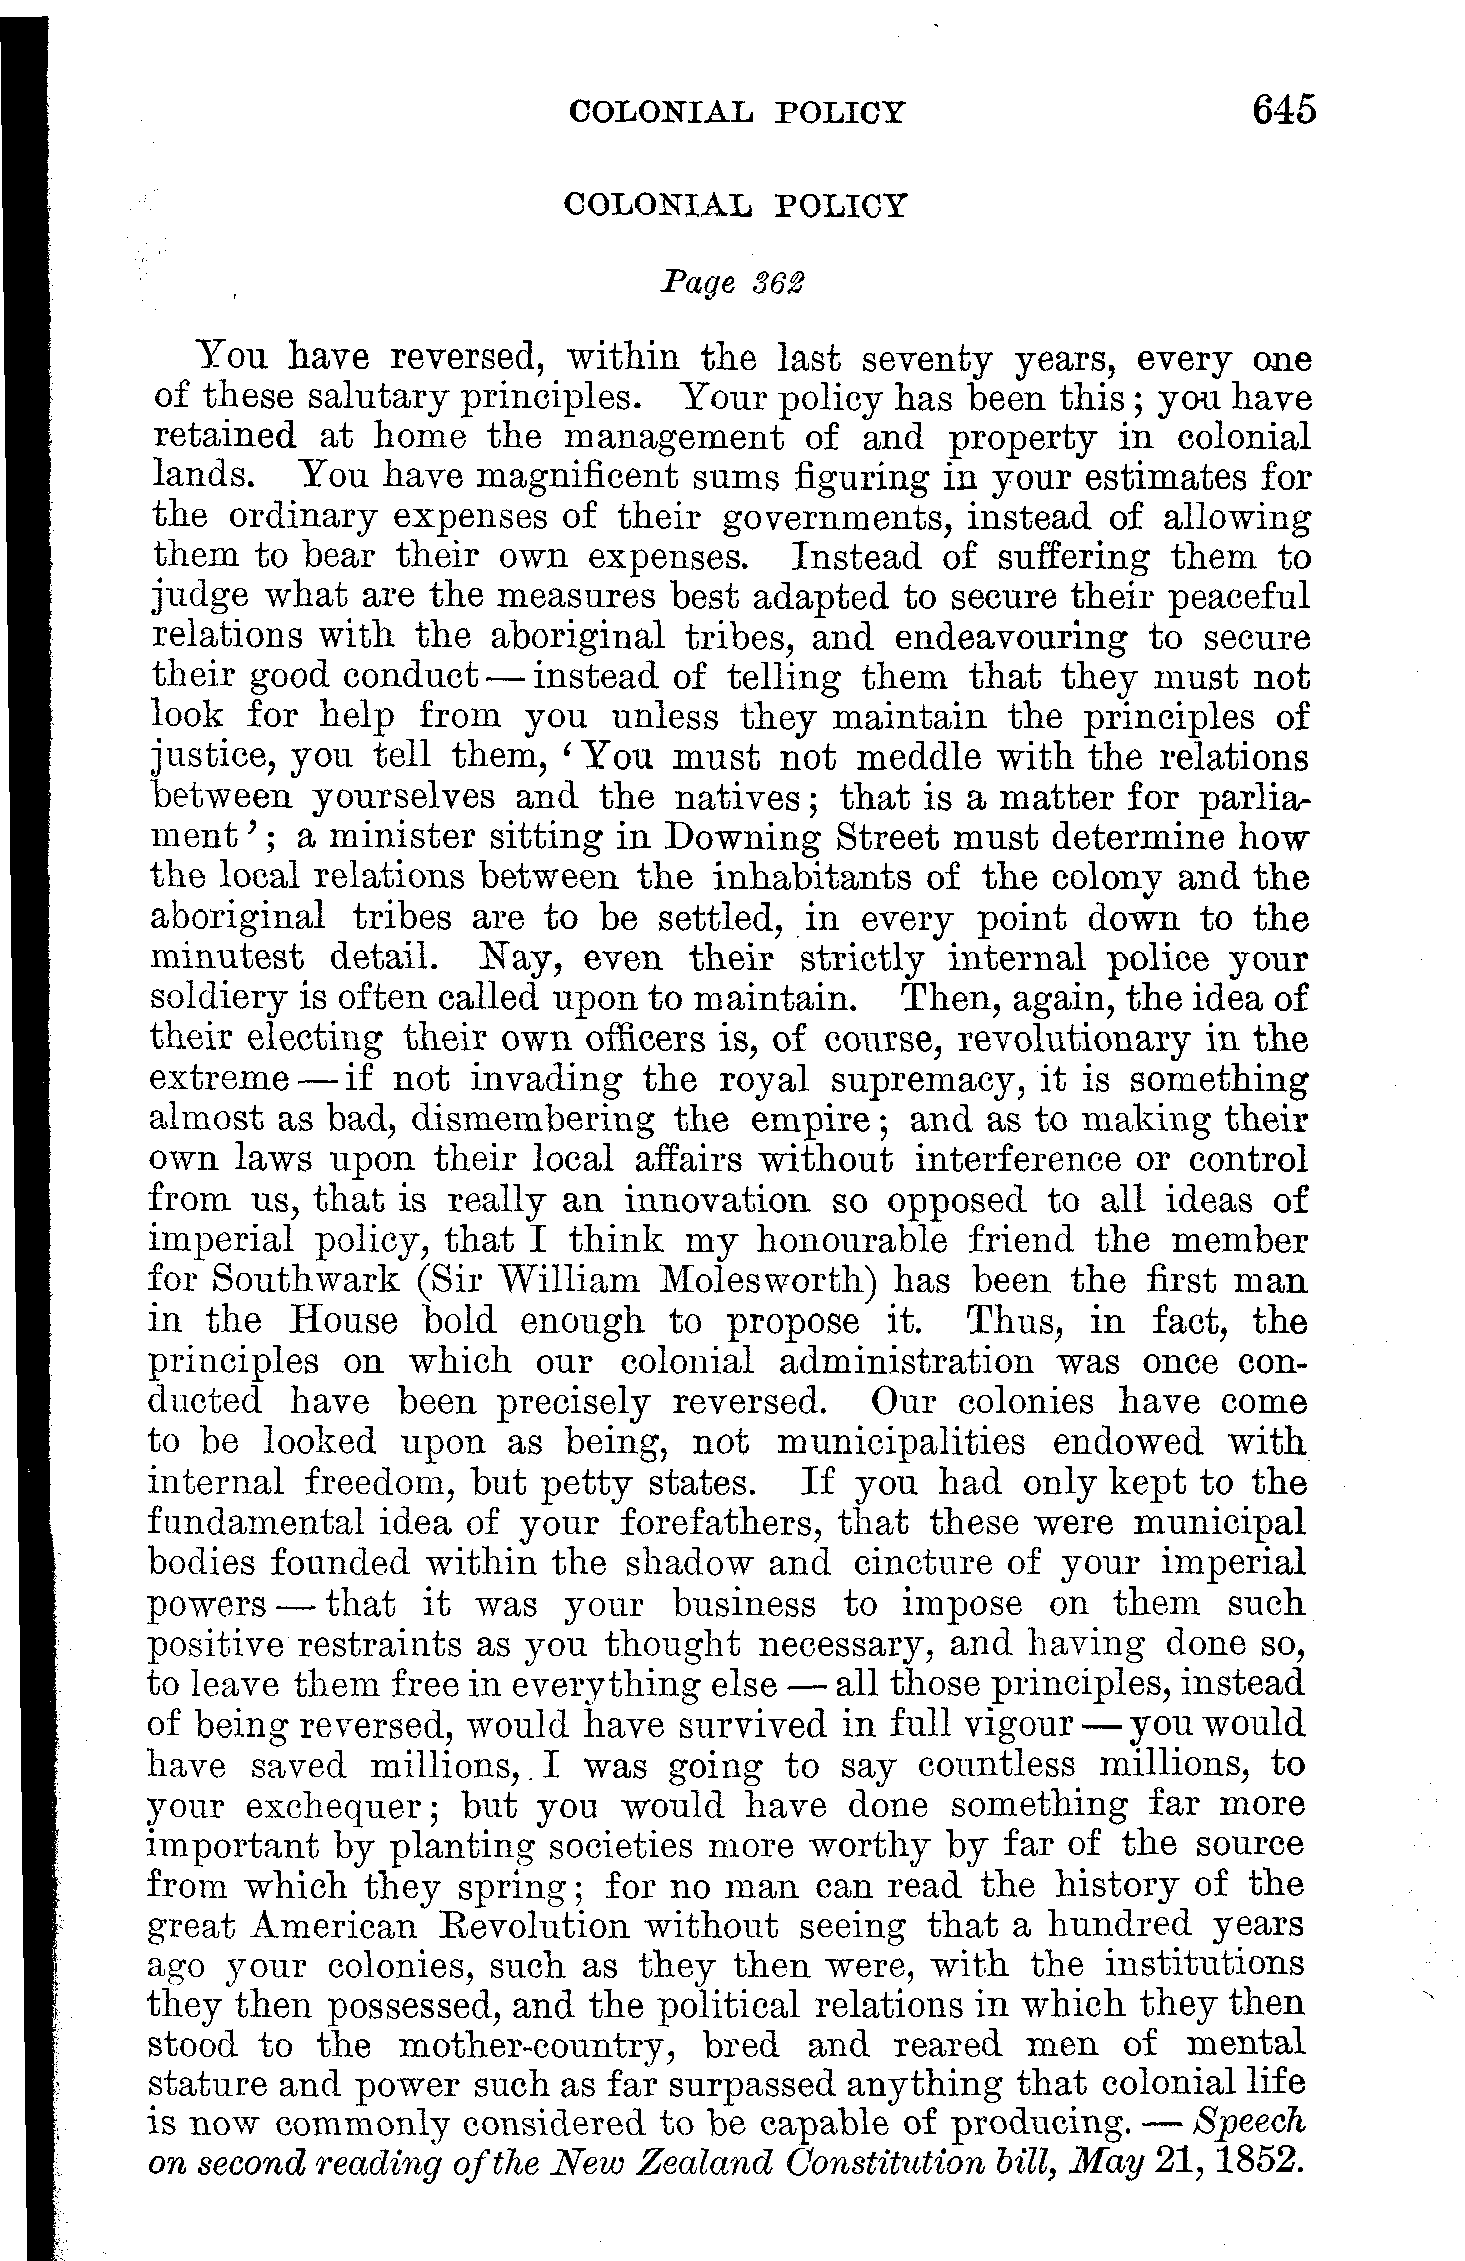 COLONIAL POLICY 645
COLONIAL POLICY
Page 362
You have reversed, within the last seventy years, every one
of these salutary principles. Your policy has been this; you have
retained at home the management of and property in colonial
lands. You have magnificent sums figuring in your estimates for
the ordinary expenses of their governments, instead of allowing
them to bear their own expenses. Instead of suffering them to
judge what are the measures best adapted to secure their peaceful
relations with the aboriginal tribes, and endeavouring to secure
their good conduct — instead of telling them that they must not
look for help from you unless they maintain the principles of
justice, you tell them, ‘You must not meddle with the relations
between yourselves and the natives; that is a matter for parlia-
ment’; a minister sitting in Downing Street must determine how
the local relations between the inhabitants of the colony and the
aboriginal tribes are to be settled, in every point down to the
minutest detail. Nay, even their strictly internal police your
soldiery is often called upon to maintain. Then, again, the idea of
their electing their own officers is, of course, revolutionary in the
extreme — if not invading the royal supremacy, it is something
almost as bad, dismembering the empire; and as to making their
own laws upon their local affairs without interference or control
from us, that is really an innovation so opposed to all ideas of
imperial policy, that I think my honourable friend the member
for Southwark (Sir William Molesworth) has been the first man
in the House bold enough to propose it. Thus, in fact, the
principles on which our colonial administration was once con-
ducted have been precisely reversed. Our colonies have come
to be looked upon as being, not municipalities endowed with
internal freedom, but petty states. If you had only kept to the
fundamental idea of your forefathers, that these were municipal
bodies founded within the shadow and cincture of your imperial
powers — that it was your business to impose on them such
positive restraints as you thought necessary, and having done so,
to leave them free in everything else — all those principles, instead
of being reversed, would have survived in full vigour — you would
have saved millions, I was going to say countless millions, to
your exchequer; but you would have done something far more
important by planting societies more worthy by far of the source
from which they spring; for no man can read the history of the
great American Revolution without seeing that a hundred years
ago your colonies, such as they then were, with the institutions
they then possessed, and the political relations in which they then
stood to the mother-country, bred and reared men of mental
stature and power such as far surpassed anything that colonial life
is now commonly considered to be capable of producing. — Speech
on second reading of the New Zealand Constitution bill, May 21, 1852.